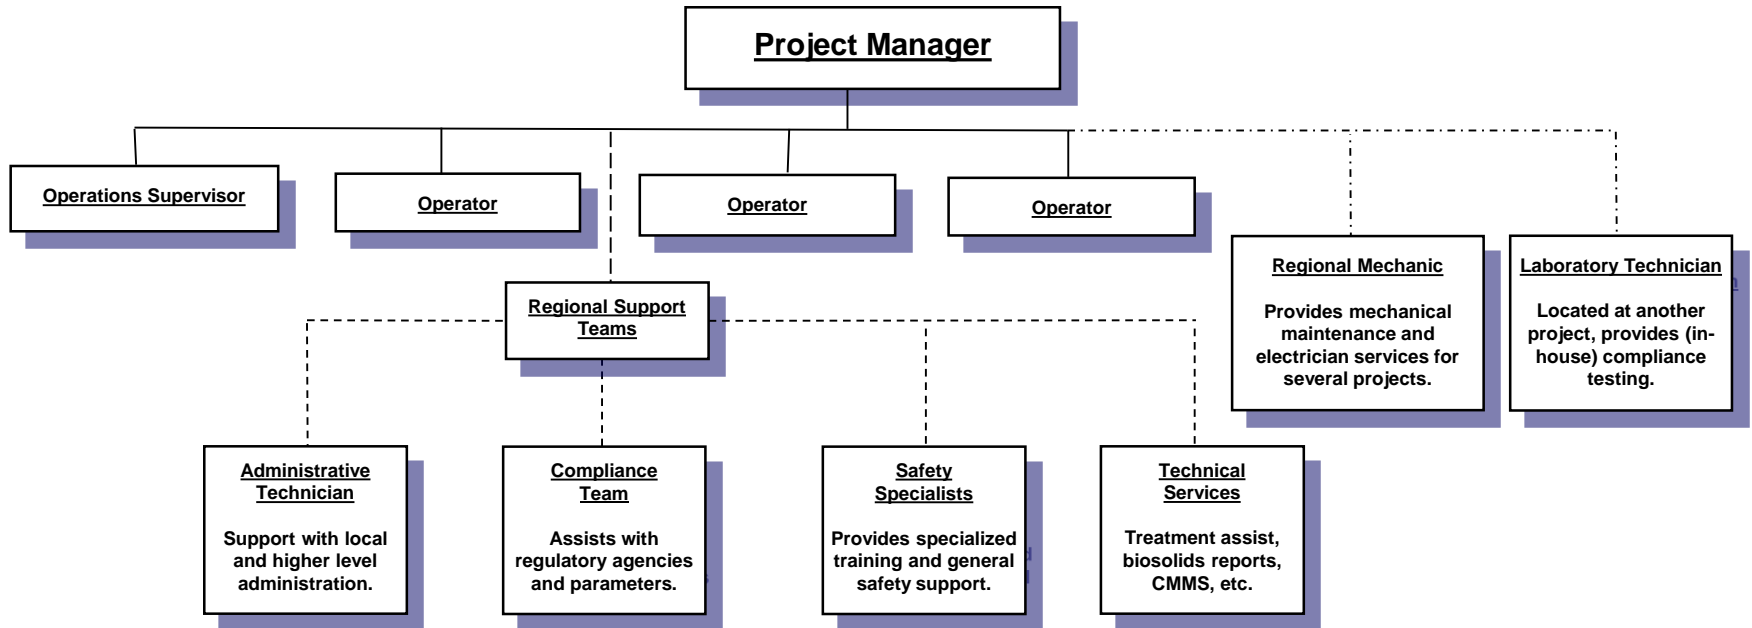 Project Manager
Operations Supervisor
Operator
Operator
Operator
Regional Mechanic
Provides mechanical
maintenance and
electrician services for
several projects.
Laboratory Technician
Located at another
project, provides (in-
house) compliance
testing.
Regional Support
Teams
Administrative
Technician
Support with local
and higher level
administration.
Compliance
Team
Assists with
regulatory agencies
and parameters.
Safety
Specialists
Provides specialized
training and general
safety support.
Technical
Services
Treatment assist,
biosolids reports,
CMMS, etc.